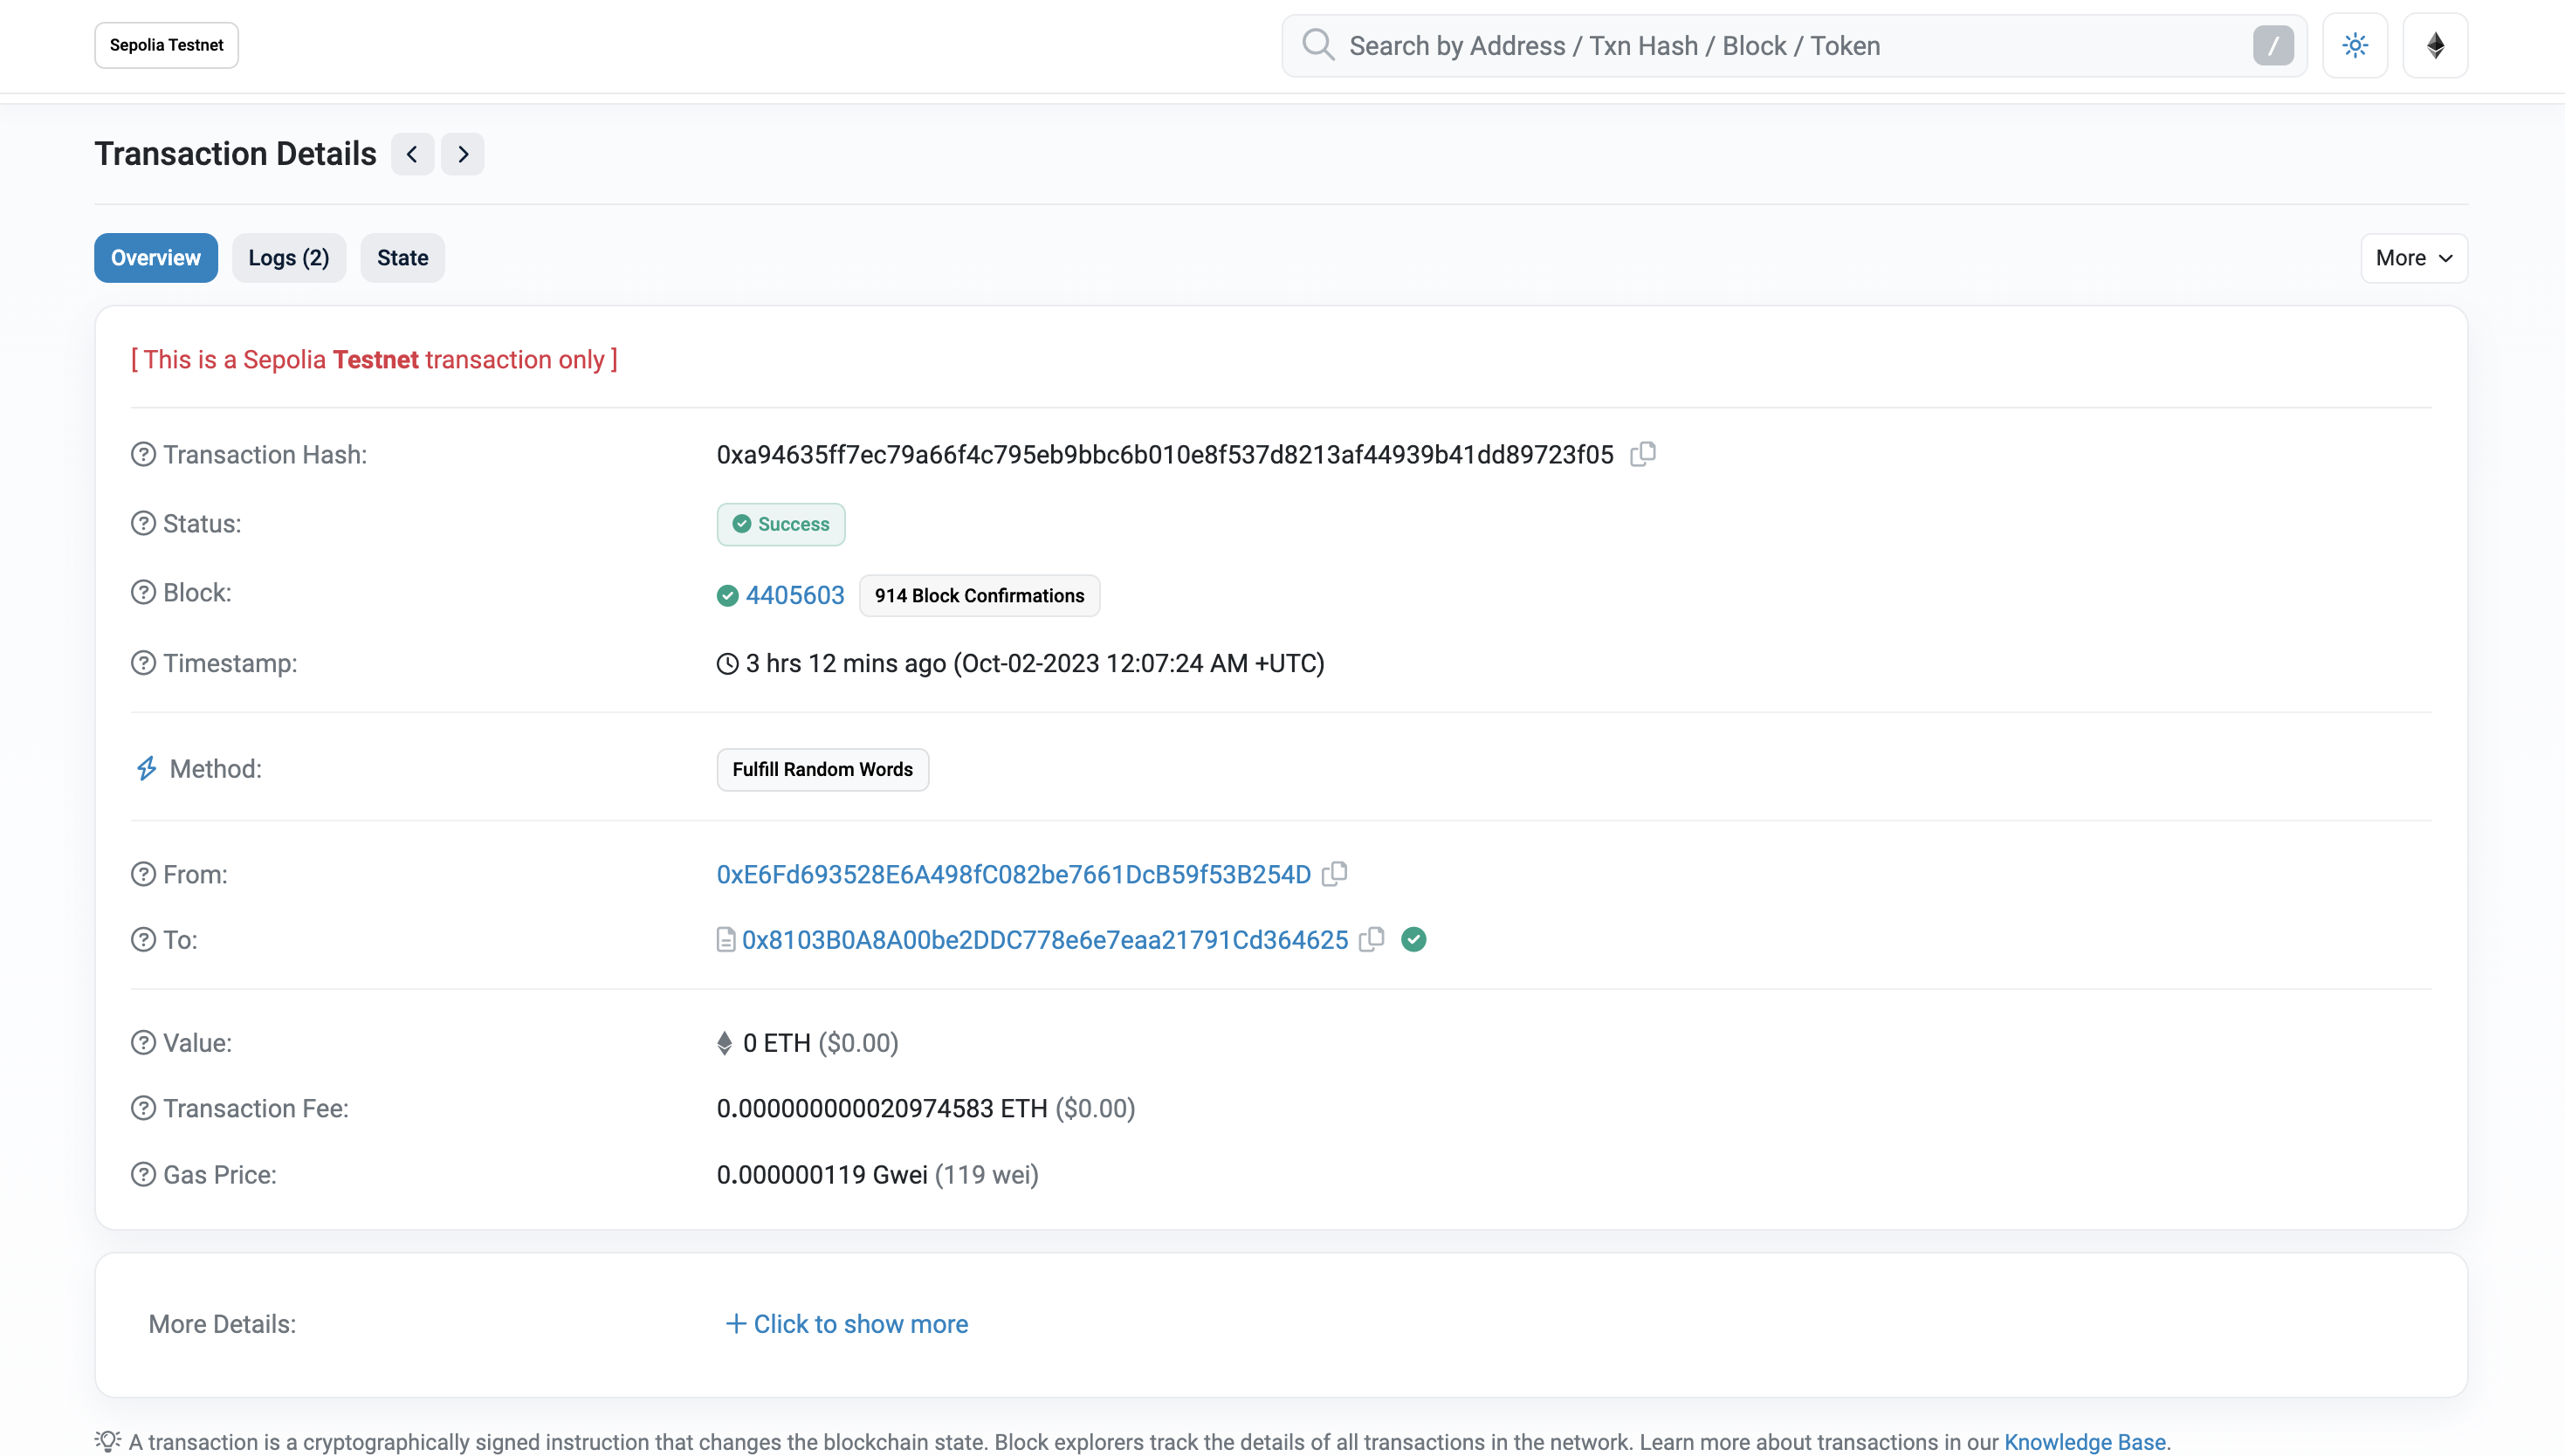 Sepolia Testnet
Search by Address / Txn Hash / Block / Token
/
Transaction Details
Overview
Logs (2)
State
More
[ This is a Sepolia Testnet transaction only ]
Transaction Hash:
0xa94635ff7ec79a66f4c795eb9bbc6b010e8f537d8213af44939b41dd89723f05
Status:
Success
Block:
4405603
914 Block Confirmations
Timestamp:
3 hrs 12 mins ago (Oct-02-2023 12:07:24 AM +UTC)
Method:
Fulfill Random Words
From:
0xE6Fd693528E6A498fC082be7661DcB59f53B254D
To:
0x8103B0A8A00be2DDC778e6e7eaa21791Cd364625
Value:
0 ETH ($0.00)
Transaction Fee:
0.000000000020974583 ETH ($0.00)
Gas Price:
0.000000119 Gwei (119 wei)
More Details:
Click to show more
A transaction is a cryptographically signed instruction that changes the blockchain state. Block explorers track the details of all transactions in the network. Learn more about transactions in our Knowledge Base.